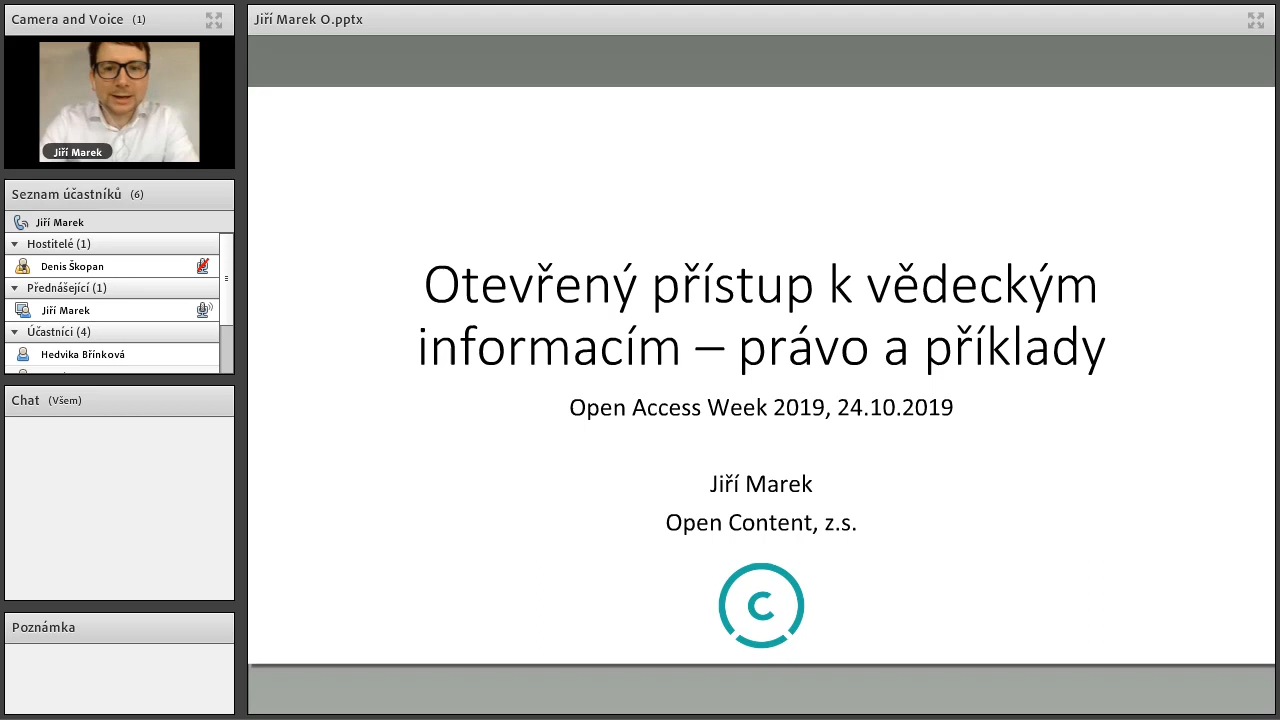 Camera and Voice (1)
Jiří Marek
Seznam účastníků (6)
Jiří Marek
Hostitelé (1)
Denis Škopan
Přednášející (1)
Jiří Marek
Účastníci (4)
Hedvika Břínková
Chat (Všem)
Poznámka
Jiří Marek O.pptx
Otevřený přístup k vědeckým
informacím – právo a příklady
Open Access Week 2019, 24.10.2019
Jiří Marek
Open Content, z.s.
C